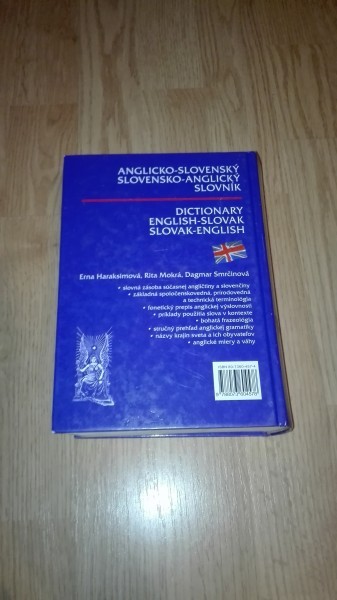 ANGLICKO-SLOVENSKÝ
SLOVENSKO-ANGLICKÝ
SLOVNÍK
DICTIONARY
ENGLISH-SLOVAK
SLOVAK-ENGLISH
Erna Haraksimová, Rita Mokrá, Dagmar Smrčinová
• slovná zásoba súčasnej angličtiny a slovenčiny
• základná spoločenskovedná, prírodovedná
a technická terminológia
• fonetický prepis anglickej výslovnosti
• príklady použitia slova v kontexte
• bohatá frazeológia
• stručný prehľad anglickej gramatiky
• názvy krajín sveta a ich obyvateľov
• anglické miery a váhy